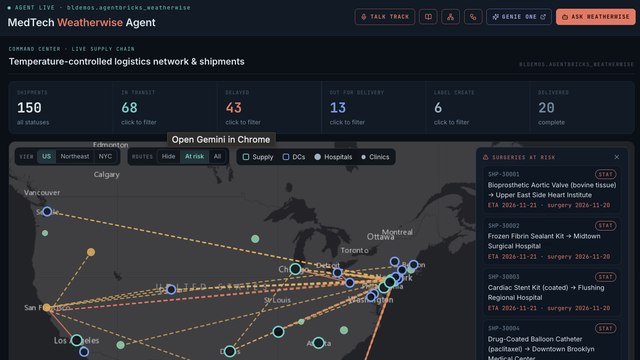 AGENT LIVE · bldemos.agentbricks_weatherwise
MedTech Weatherwise Agent
TALK TRACK
GENIE ONE
ASK WEATHERWISE
COMMAND CENTER · LIVE SUPPLY CHAIN
Temperature-controlled logistics network & shipments
BLDEMOS.AGENTBRICKS_WEATHERWISE
SHIPMENTS
150
all statuses
IN TRANSIT
68
click to filter
DELAYED
43
click to filter
OUT FOR DELIVERY
13
click to filter
LABEL CREATE
6
click to filter
DELIVERED
20
complete
Open Gemini in Chrome
VIEW US Northeast NYC
ROUTES Hide At risk All
Supply DCs Hospitals Clinics
Edmonton
Calgary
Vancouver
Montreal
Ottawa
Toronto
Detroit
St Louis
Washington
San Francisco
Los Angeles
UNITED STATES
SURGERIES AT RISK
SHP-30001
STAT
Bioprosthetic Aortic Valve (bovine tissue)
→ Upper East Side Heart Institute
ETA 2026-11-21 · surgery 2026-11-20
SHP-30002
STAT
Frozen Fibrin Sealant Kit → Midtown
Surgical Hospital
ETA 2026-11-21 · surgery 2026-11-20
SHP-30003
STAT
Cardiac Stent Kit (coated) → Flushing
Regional Hospital
ETA 2026-11-21 · surgery 2026-11-20
SHP-30004
STAT
Drug-Coated Balloon Catheter
(paclitaxel) → Downtown Brooklyn
Medical Center